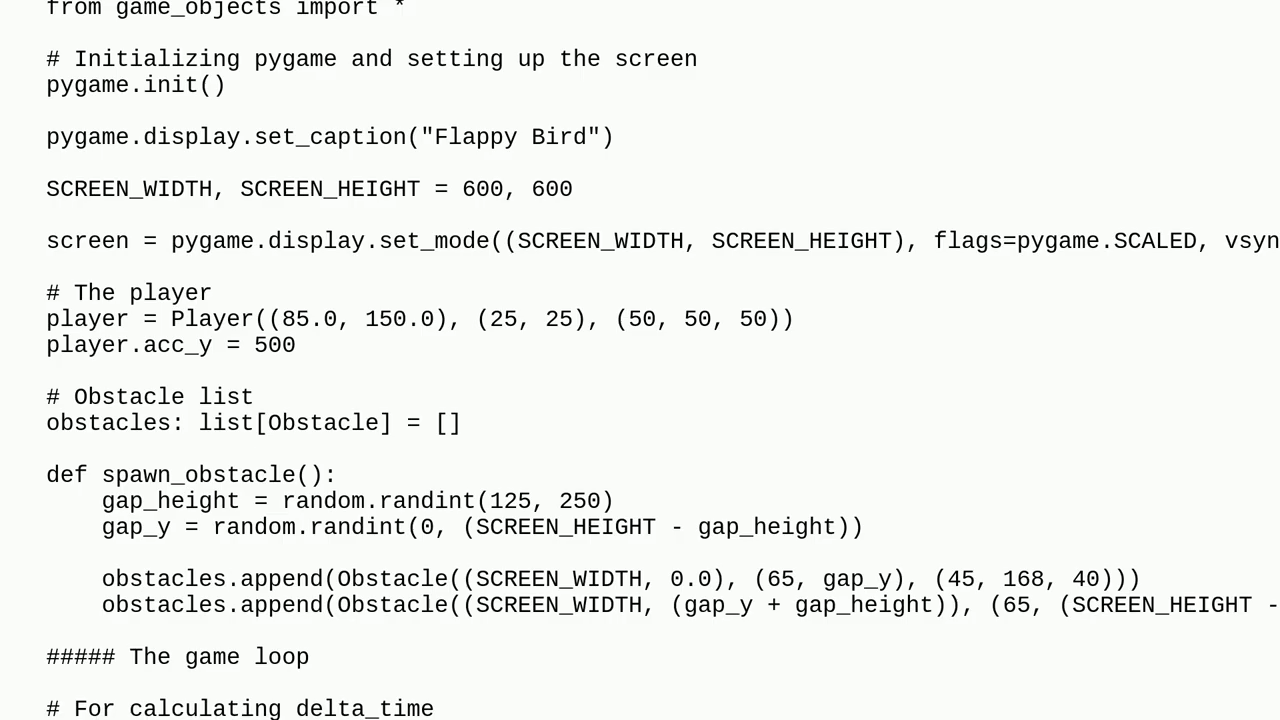 from game_objects import *
# Initializing pygame and setting up the screen
pygame.init()
pygame.display.set_caption("Flappy Bird")
SCREEN_WIDTH, SCREEN_HEIGHT = 600, 600
screen = pygame.display.set_mode((SCREEN_WIDTH, SCREEN_HEIGHT), flags=pygame.SCALED, vsyn
# The player
player = Player((85.0, 150.0), (25, 25), (50, 50, 50))
player.acc_y = 500
# Obstacle list
obstacles: list[Obstacle] = []
def spawn_obstacle():
    gap_height = random.randint(125, 250)
    gap_y = random.randint(0, (SCREEN_HEIGHT - gap_height))
    obstacles.append(Obstacle((SCREEN_WIDTH, 0.0), (65, gap_y), (45, 168, 40)))
    obstacles.append(Obstacle((SCREEN_WIDTH, (gap_y + gap_height)), (65, (SCREEN_HEIGHT -
##### The game loop
# For calculating delta_time